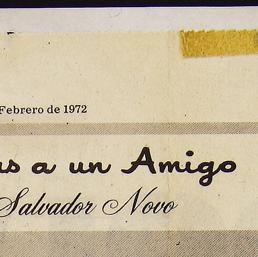 Febrero de 1972
a un Amigo
Salvador Novo